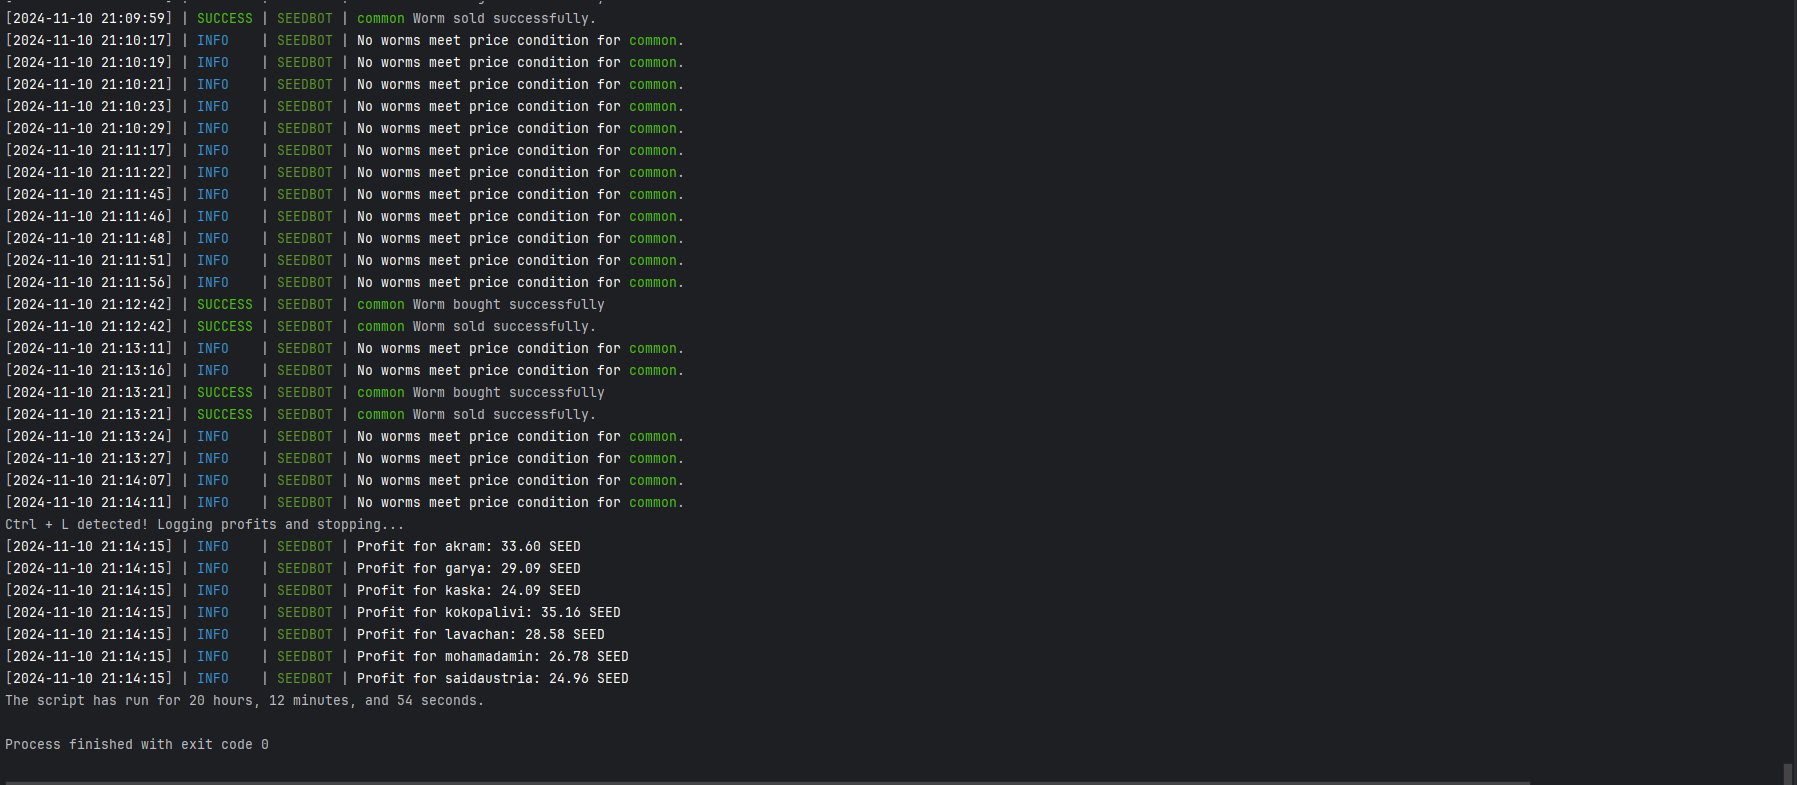 [2024-11-10 21:09:59] | SUCCESS | SEEDBOT | common Worm sold successfully.
[2024-11-10 21:10:17] | INFO    | SEEDBOT | No worms meet price condition for common.
[2024-11-10 21:10:19] | INFO    | SEEDBOT | No worms meet price condition for common.
[2024-11-10 21:10:21] | INFO    | SEEDBOT | No worms meet price condition for common.
[2024-11-10 21:10:23] | INFO    | SEEDBOT | No worms meet price condition for common.
[2024-11-10 21:10:29] | INFO    | SEEDBOT | No worms meet price condition for common.
[2024-11-10 21:11:17] | INFO    | SEEDBOT | No worms meet price condition for common.
[2024-11-10 21:11:22] | INFO    | SEEDBOT | No worms meet price condition for common.
[2024-11-10 21:11:45] | INFO    | SEEDBOT | No worms meet price condition for common.
[2024-11-10 21:11:46] | INFO    | SEEDBOT | No worms meet price condition for common.
[2024-11-10 21:11:48] | INFO    | SEEDBOT | No worms meet price condition for common.
[2024-11-10 21:11:51] | INFO    | SEEDBOT | No worms meet price condition for common.
[2024-11-10 21:11:56] | INFO    | SEEDBOT | No worms meet price condition for common.
[2024-11-10 21:12:42] | SUCCESS | SEEDBOT | common Worm bought successfully
[2024-11-10 21:12:42] | SUCCESS | SEEDBOT | common Worm sold successfully.
[2024-11-10 21:13:11] | INFO    | SEEDBOT | No worms meet price condition for common.
[2024-11-10 21:13:16] | INFO    | SEEDBOT | No worms meet price condition for common.
[2024-11-10 21:13:21] | SUCCESS | SEEDBOT | common Worm bought successfully
[2024-11-10 21:13:21] | SUCCESS | SEEDBOT | common Worm sold successfully.
[2024-11-10 21:13:24] | INFO    | SEEDBOT | No worms meet price condition for common.
[2024-11-10 21:13:27] | INFO    | SEEDBOT | No worms meet price condition for common.
[2024-11-10 21:14:07] | INFO    | SEEDBOT | No worms meet price condition for common.
[2024-11-10 21:14:11] | INFO    | SEEDBOT | No worms meet price condition for common.
Ctrl + L detected! Logging profits and stopping...
[2024-11-10 21:14:15] | INFO    | SEEDBOT | Profit for akram: 33.60 SEED
[2024-11-10 21:14:15] | INFO    | SEEDBOT | Profit for garya: 29.09 SEED
[2024-11-10 21:14:15] | INFO    | SEEDBOT | Profit for kaska: 24.09 SEED
[2024-11-10 21:14:15] | INFO    | SEEDBOT | Profit for kokopalivi: 35.16 SEED
[2024-11-10 21:14:15] | INFO    | SEEDBOT | Profit for lavachan: 28.58 SEED
[2024-11-10 21:14:15] | INFO    | SEEDBOT | Profit for mohamadamin: 26.78 SEED
[2024-11-10 21:14:15] | INFO    | SEEDBOT | Profit for saidaustria: 24.96 SEED
The script has run for 20 hours, 12 minutes, and 54 seconds.
Process finished with exit code 0